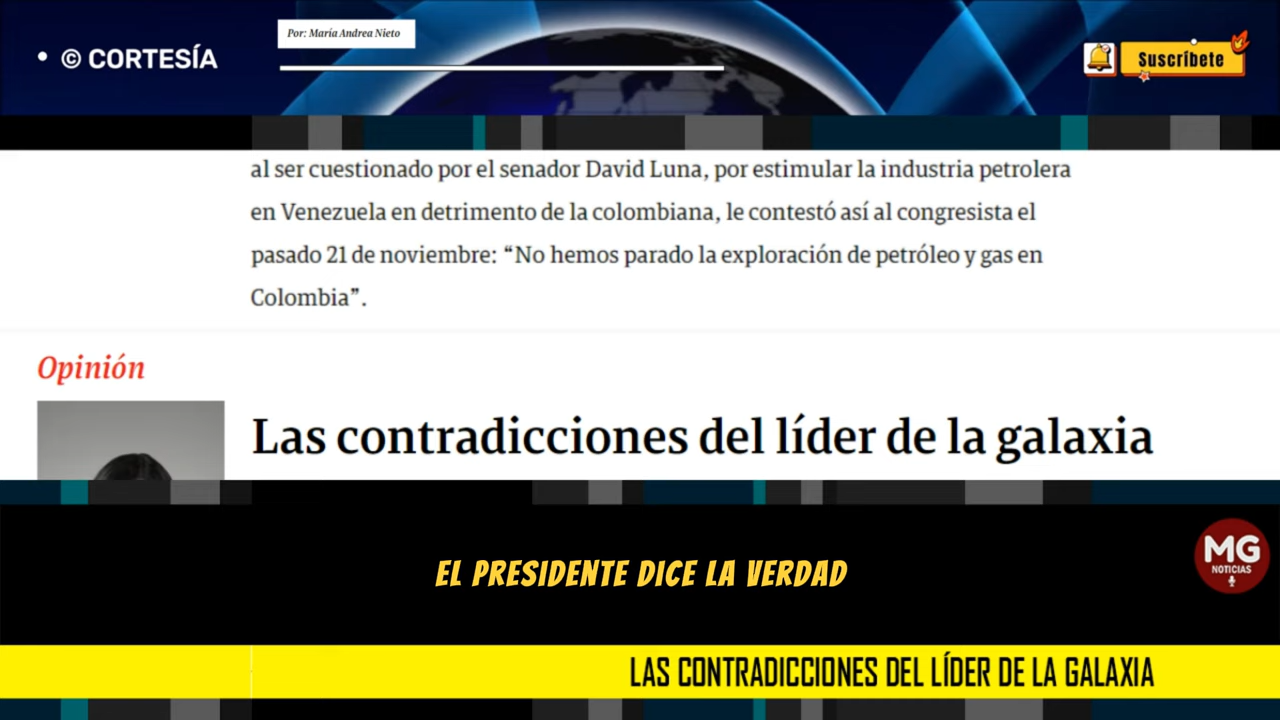 • © CORTESÍA
Por: María Andrea Nieto
Suscríbete
al ser cuestionado por el senador David Luna, por estimular la industria petrolera
en Venezuela en detrimento de la colombiana, le contestó así al congresista el
pasado 21 de noviembre: “No hemos parado la exploración de petróleo y gas en
Colombia”.
Opinión
Las contradicciones del líder de la galaxia
EL PRESIDENTE DICE LA VERDAD
MG
NOTICIAS
LAS CONTRADICCIONES DEL LÍDER DE LA GALAXIA